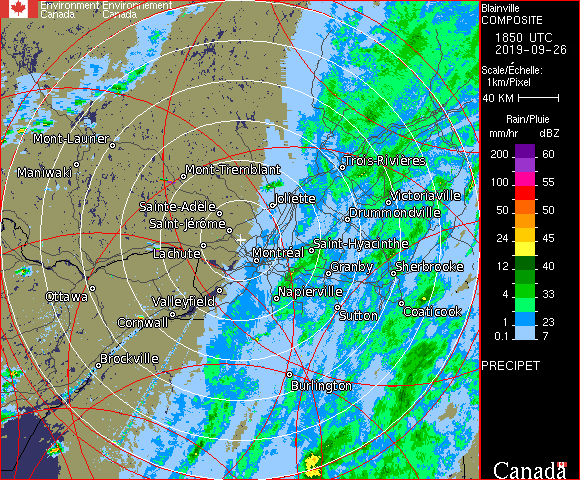 Environment Environnement
Canada Canada
Blainville
COMPOSITE
1850 UTC
2019-09-26
Scale/Échelle:
1km/Pixel
40 KM
Rain/Pluie
mm/hr dBZ
200 60
100 55
50 50
24 45
12 40
4 33
1 23
0.1 7
PRECIPET
Mont-Laurier
Maniwaki
Mont-Tremblant
Trois-Rivières
Joliette
Victoriaville
Sainte-Adèle
Drummondville
Saint-Jérôme
Saint-Hyacinthe
Lachute
Montréal
Granby
Sherbrooke
Ottawa
Valleyfield
Napierville
Sutton
Coaticook
Cornwall
Brockville
Burlington
Canada